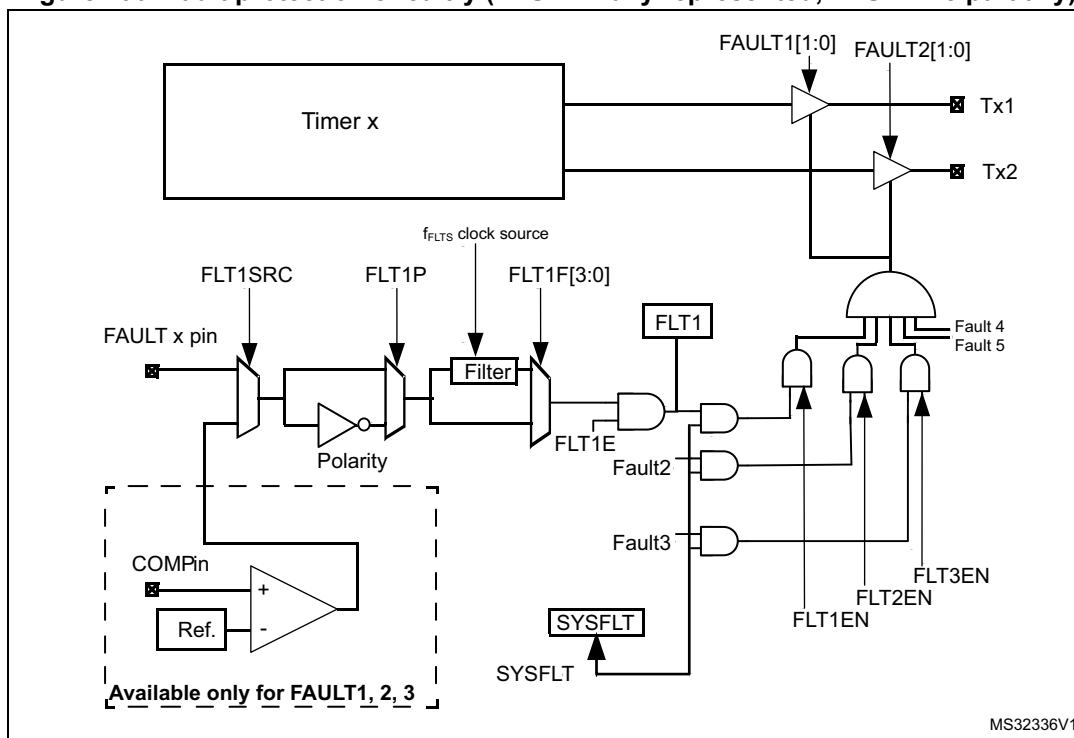 FAULT1[1:0]
FAULT2[1:0]
Timer x
Tx1
Tx2
fFLTS clock source
FLT1SRC
FLT1P
FLT1F[3:0]
FAULT x pin
FLT1
Fault 4
Fault 5
Filter
FLT1E
Polarity
Fault2
Fault3
COMPin
+
Ref.
-
FLT3EN
FLT2EN
FLT1EN
SYSFLT
SYSFLT
Available only for FAULT1, 2, 3
MS32336V1